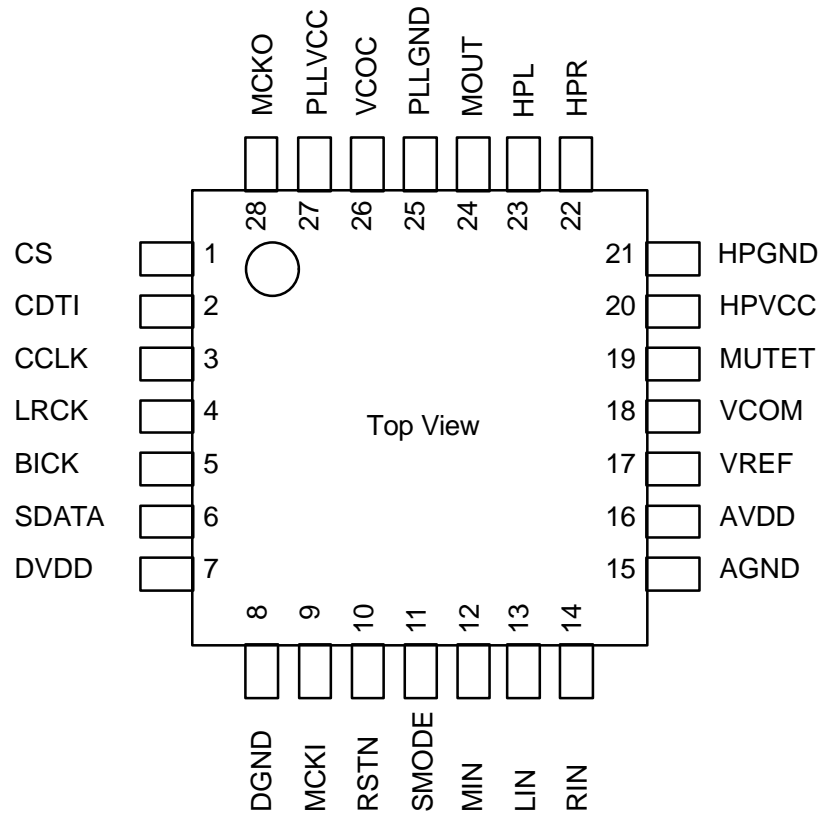 MCKO PLLVCC VCOC PLLGND MOUT HPL HPR
28 27 26 25 24 23 22
CS 1 21 HPGND
CDTI 2 20 HPVCC
CCLK 3 19 MUTET
LRCK 4 18 VCOM
Top View
BICK 5 17 VREF
SDATA 6 16 AVDD
DVDD 7 15 AGND
8 9 10 11 12 13 14
DGND MCKI RSTN SMODE MIN LIN RIN